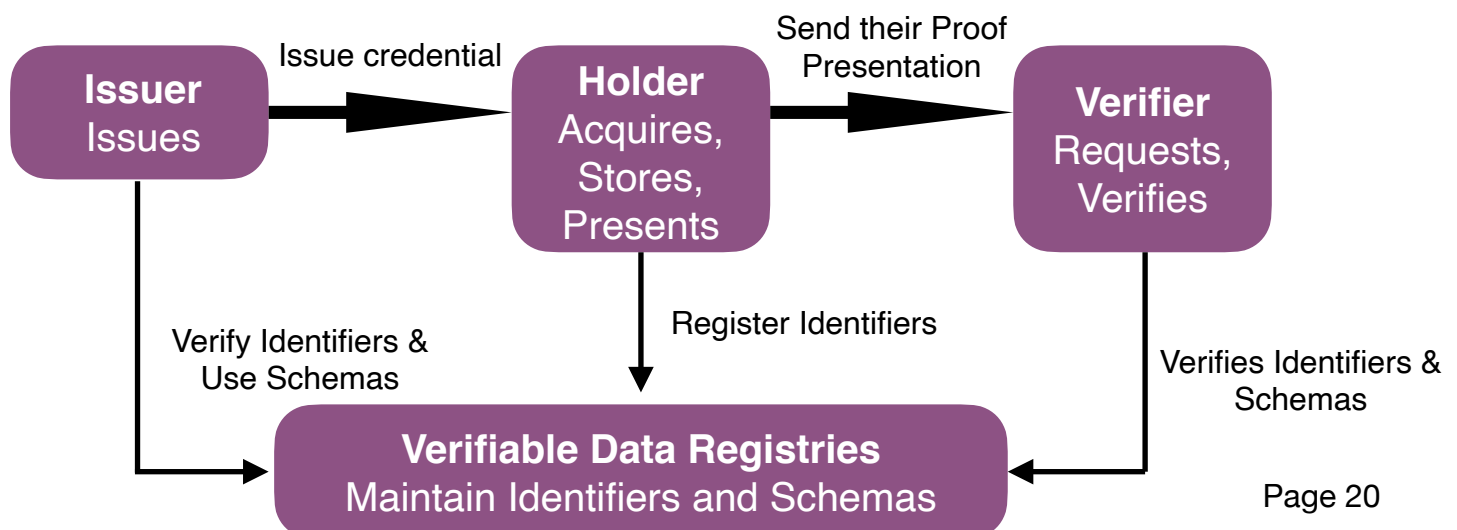 Issuer
Issues
Issue credential
Holder
Acquires,
Stores,
Presents
Send their Proof
Presentation
Verifier
Requests,
Verifies
Verify Identifiers &
Use Schemas
Register Identifiers
Verifies Identifiers &
Schemas
Verifiable Data Registries
Maintain Identifiers and Schemas
Page 20